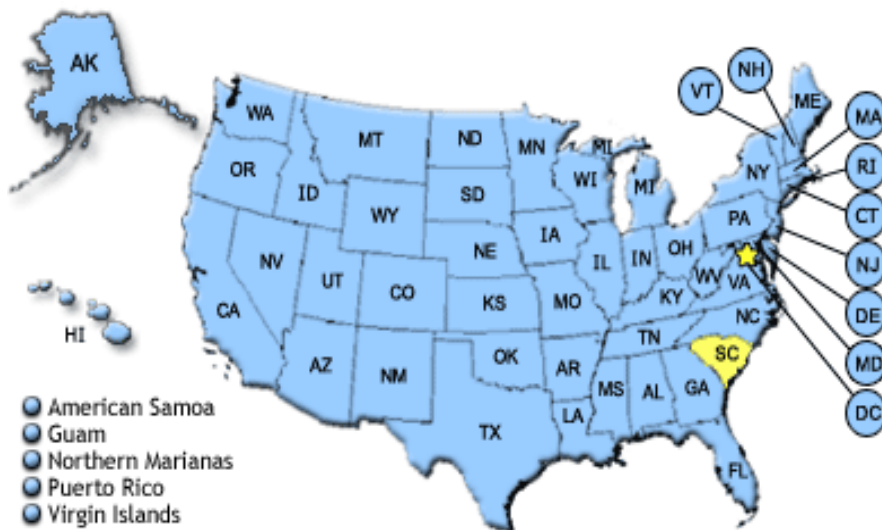 AK
NH
VT
ME
WA
MA
MT
ND
MN
MI
OR
RI
NY
ID
SD
WI
MI
WY
CT
PA
IA
NE
OH
NV
IL
IN
NJ
UT
WV
VA
CO
KS
MO
KY
CA
DE
NC
HI
TN
OK
SC
AZ
NM
AR
MD
MS
AL
GA
American Samoa
DC
LA
TX
Guam
Northern Marianas
FL
Puerto Rico
Virgin Islands